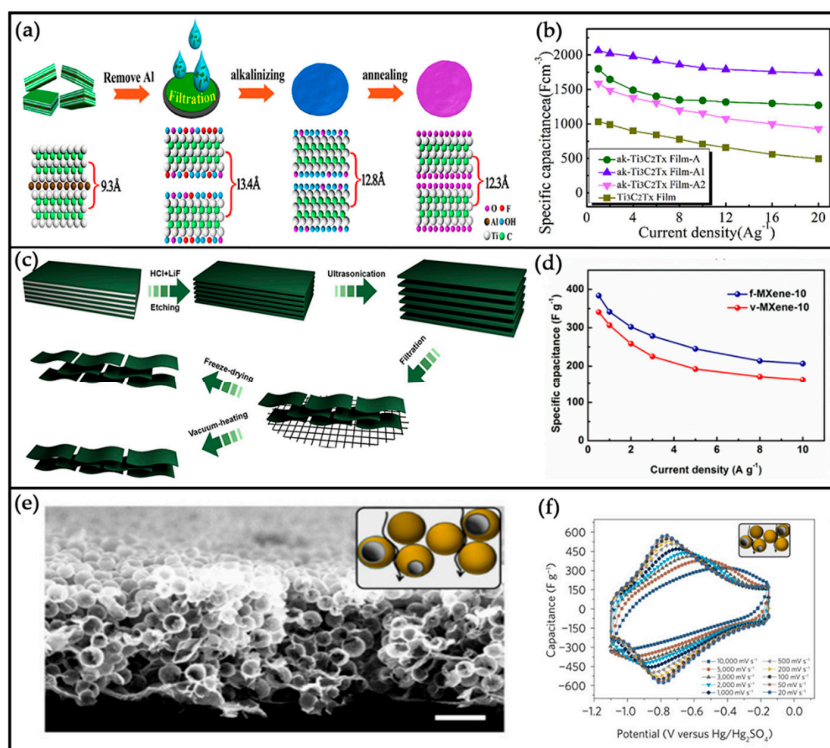 (a)
Remove Al
alkalinizing
annealing
Filtration
9.3Å
13.4Å
12.8Å
12.3Å
O F
Al OH
Ti C
(b)
Specific capacitancea(Fcm-3)
2000
1500
1000
500
0
ak-Ti3C2Tx Film-A
ak-Ti3C2Tx Film-A1
ak-Ti3C2Tx Film-A2
Ti3C2Tx Film
0 4 8 12 16 20
Current density(Ag-1)
(c)
HCl+LiF
Etching
Ultrasonication
Filtration
Freeze-drying
Vacuum-heating
(d)
Specific capacitance (F g-1)
400
300
200
100
0
f-MXene-10
v-MXene-10
0 2 4 6 8 10
Current density (A g-1)
(e)
(f)
Capacitance (F g-1)
600
450
300
150
0
-150
-300
-450
-600
10,000 mV s-1 500 mV s-1
5,000 mV s-1 200 mV s-1
3,000 mV s-1 100 mV s-1
2,000 mV s-1 50 mV s-1
1,000 mV s-1 20 mV s-1
-1.2 -1.0 -0.8 -0.6 -0.4 -0.2 0.0
Potential (V versus Hg/Hg2SO4)